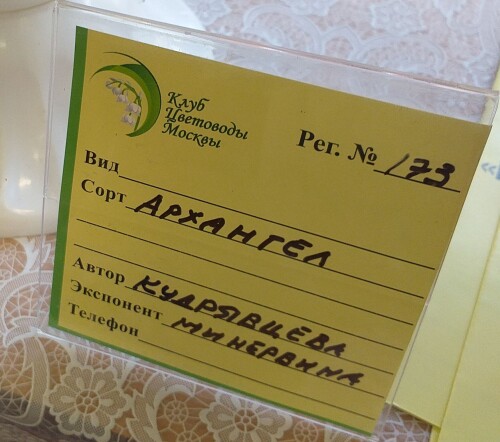 Клуб
Цветоводы
Москвы
Рег. № 173
Вид
Сорт АРХАНГЕЛ
Автор КУДРЯВЦЕВА
Экспонент МИНЕРВИНА
Телефон